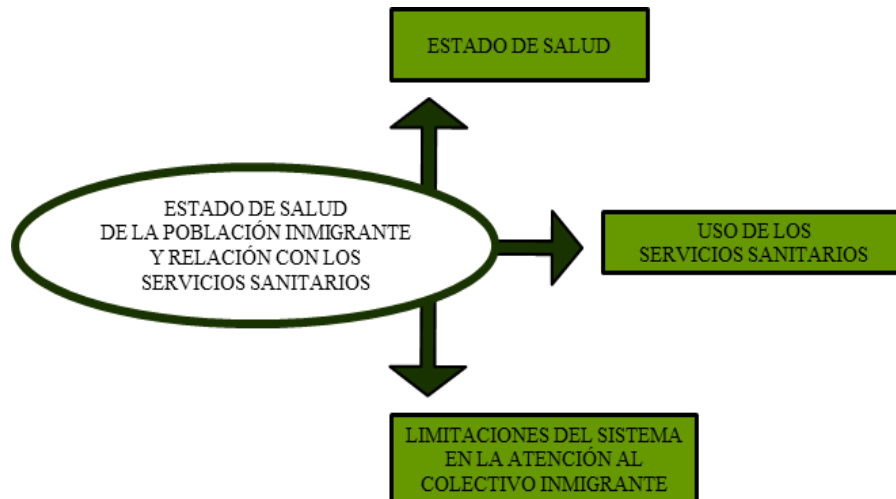 ESTADO DE SALUD
ESTADO DE SALUD
DE LA POBLACIÓN INMIGRANTE
Y RELACIÓN CON LOS
SERVICIOS SANITARIOS
USO DE LOS
SERVICIOS SANITARIOS
LIMITACIONES DEL SISTEMA
EN LA ATENCIÓN AL
COLECTIVO INMIGRANTE